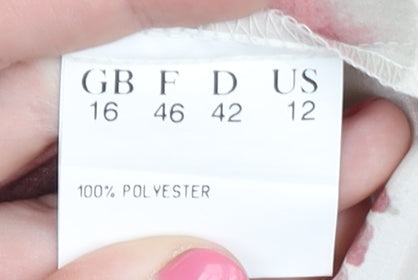 GB F D US
16 46 42 12
100% POLYESTER